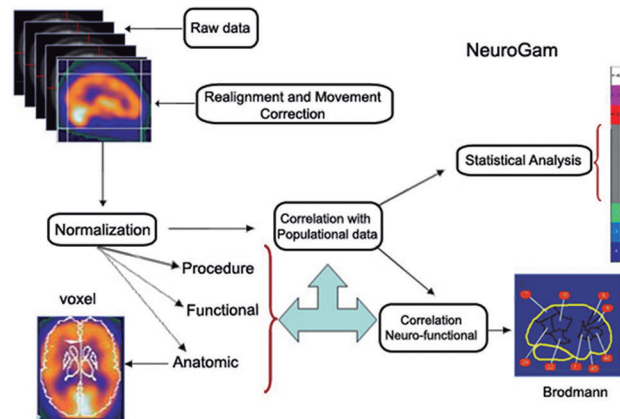 Raw data
NeuroGam
Realignment and Movement
Correction
Statistical Analysis
Normalization
Correlation with
Populational data
Procedure
voxel
Functional
Correlation
Neuro-functional
Anatomic
Brodmann